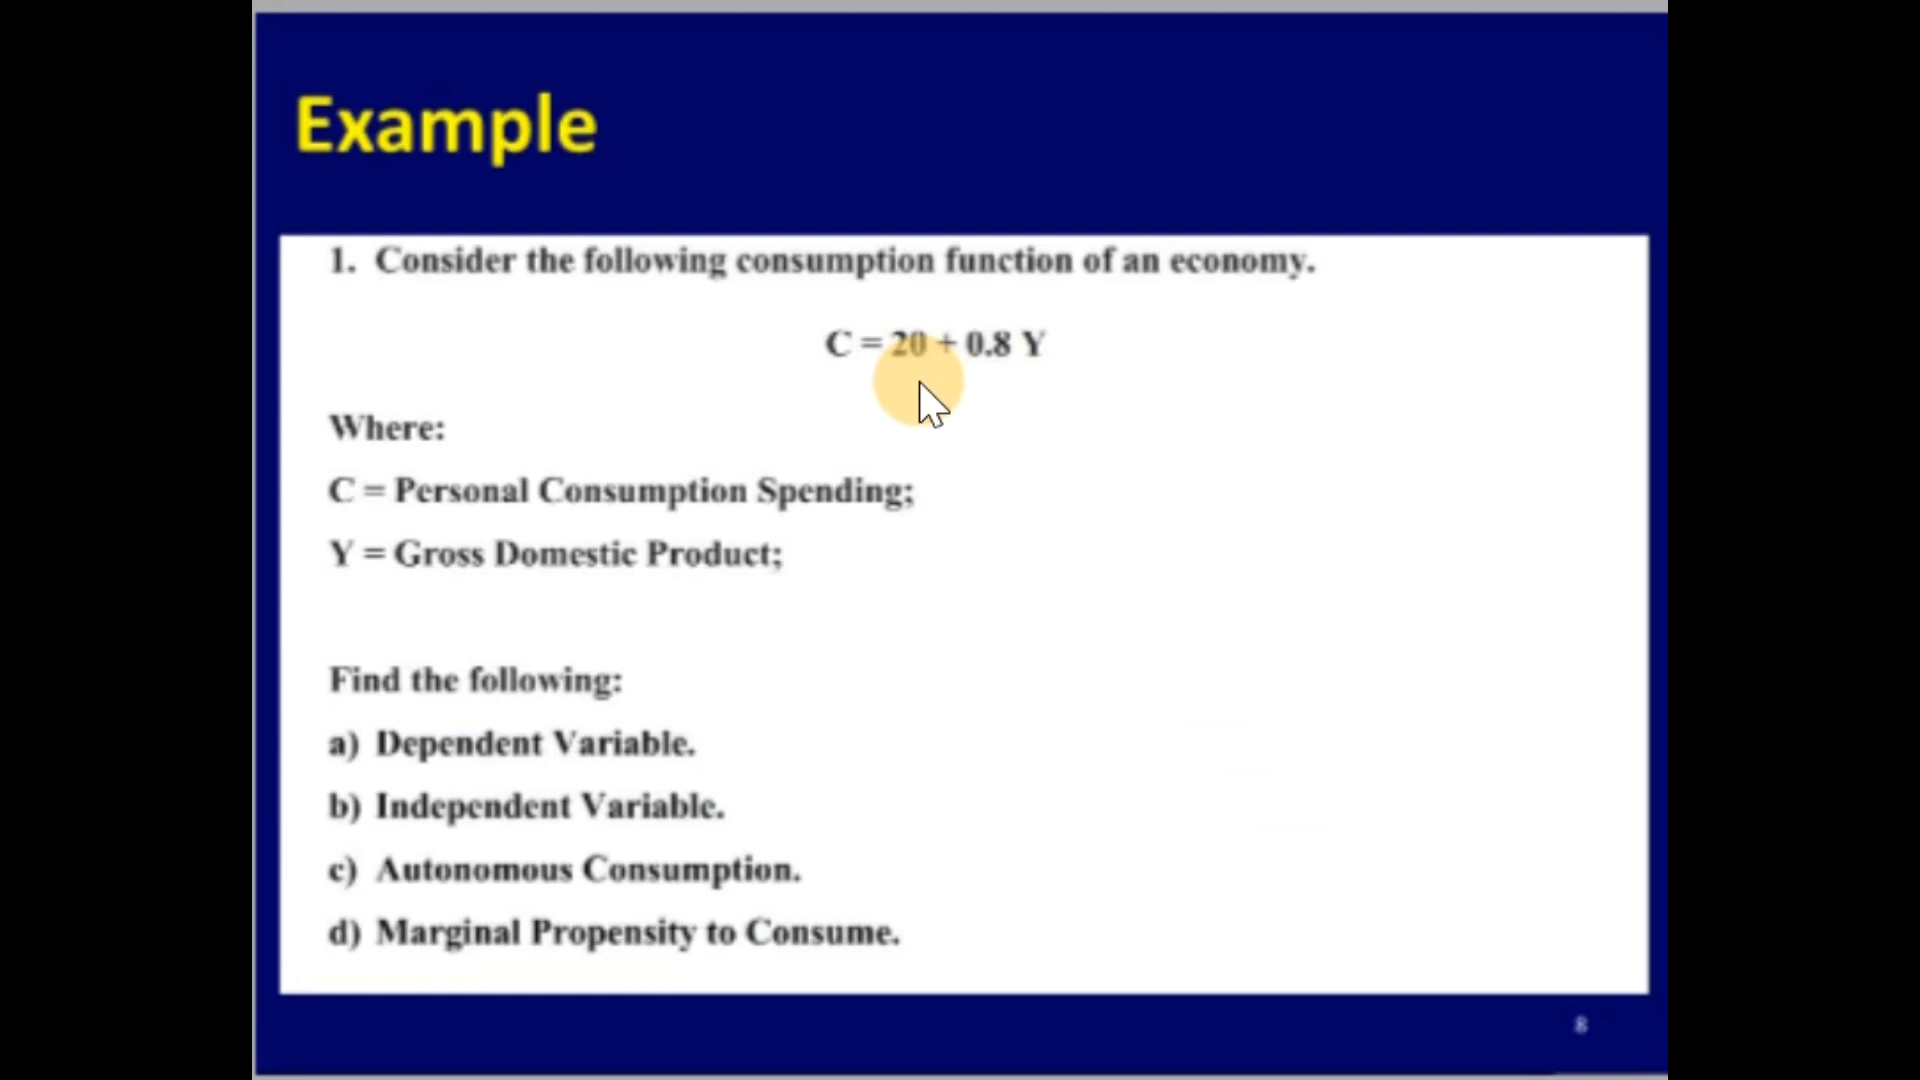 Example
1. Consider the following consumption function of an economy.
C = 20 + 0.8 Y
Where:
C = Personal Consumption Spending;
Y = Gross Domestic Product;
Find the following:
a) Dependent Variable.
b) Independent Variable.
c) Autonomous Consumption.
d) Marginal Propensity to Consume.
8